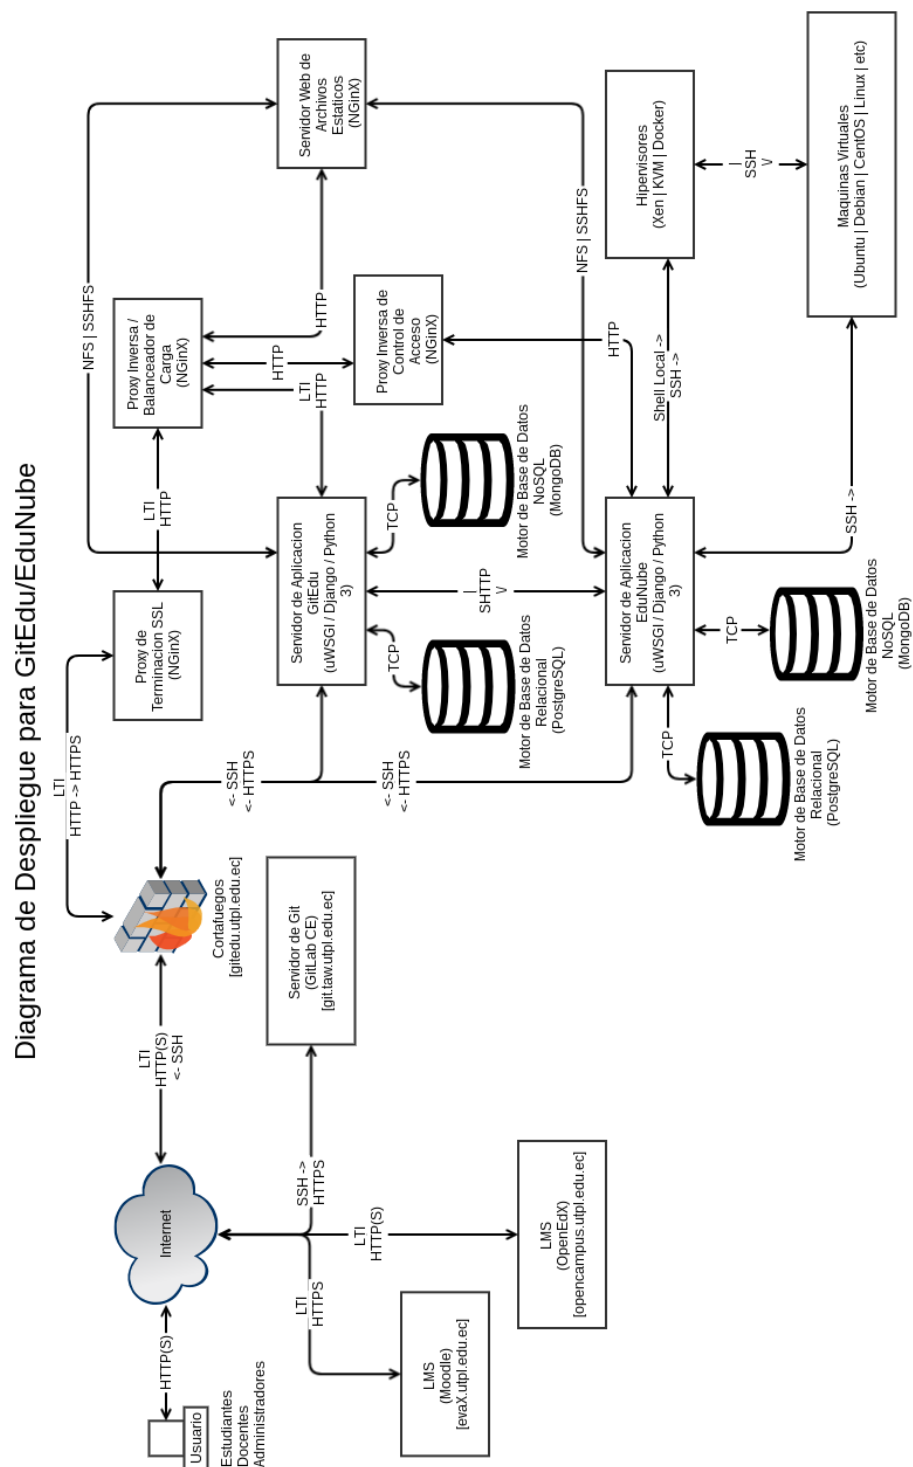 Diagrama de Despliegue para GitEdu/EduNube
Usuario
Estudiantes
Docentes
Administradores
HTTP(S)
Internet
LTI
HTTP(S)
<- SSH
Cortafuegos
[gitedu.utpl.edu.ec]
LTI
HTTP -> HTTPS
Proxy de
Terminacion SSL
(NGinX)
LTI
HTTP
Proxy Inversa /
Balanceador de
Carga
(NGinX)
NFS | SSHFS
Servidor Web de
Archivos
Estaticos
(NGinX)
HTTP
HTTP
LTI
HTTP
Proxy Inversa de
Control de
Acceso
(NGinX)
SSH ->
HTTPS
Servidor de Git
(GitLab CE)
[git.taw.utpl.edu.ec]
LTI
HTTPS
LMS
(Moodle)
[evaX.utpl.edu.ec]
LTI
HTTP(S)
LMS
(OpenEdX)
[opencampus.utpl.edu.ec]
<- SSH
<- HTTPS
<- SSH
<- HTTPS
Servidor de Aplicacion
GitEdu
(uWSGI / Django / Python
3)
TCP
Motor de Base de Datos
Relacional
(PostgreSQL)
TCP
Motor de Base de Datos
NoSQL
(MongoDB)
|
SHTTP
\/
HTTP
NFS | SSHFS
Servidor de Aplicacion
EduNube
(uWSGI / Django / Python
3)
TCP
Motor de Base de Datos
Relacional
(PostgreSQL)
TCP
Motor de Base de Datos
NoSQL
(MongoDB)
Shell Local ->
SSH ->
Hipervisores
(Xen | KVM | Docker)
|
SSH
\/
SSH ->
Maquinas Virtuales
(Ubuntu | Debian | CentOS | Linux | etc)